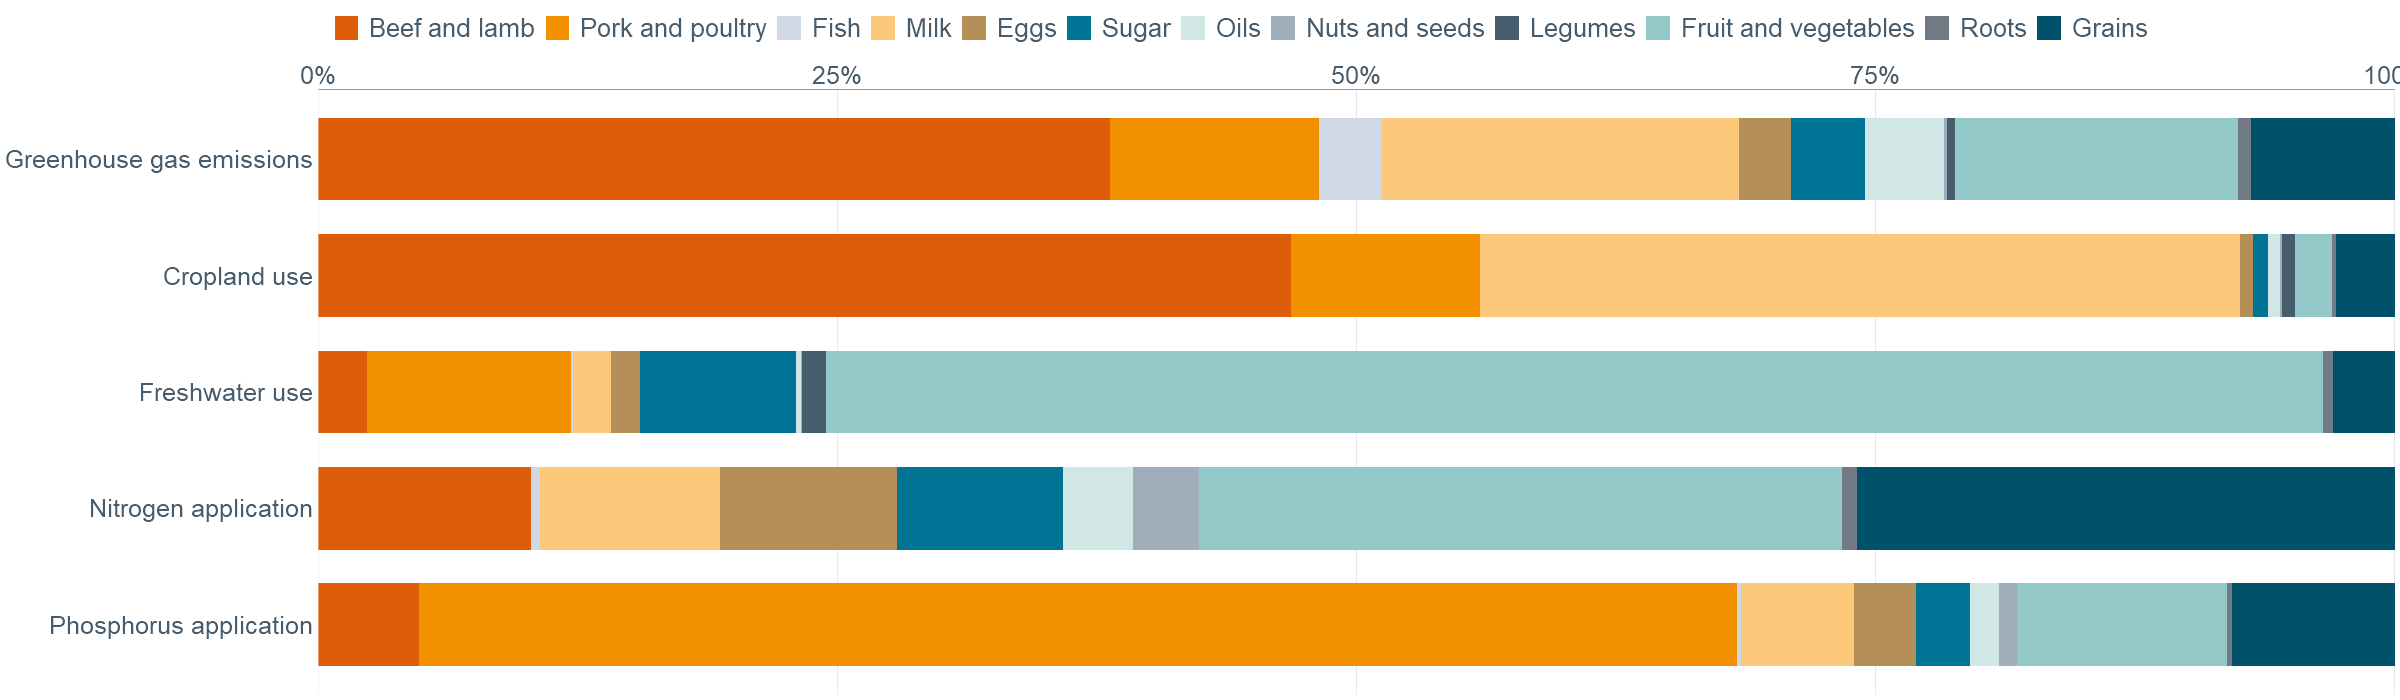 Beef and lamb Pork and poultry Fish Milk Eggs Sugar Oils Nuts and seeds Legumes Fruit and vegetables Roots Grains
0% 25% 50% 75% 100
Greenhouse gas emissions
Cropland use
Freshwater use
Nitrogen application
Phosphorus application